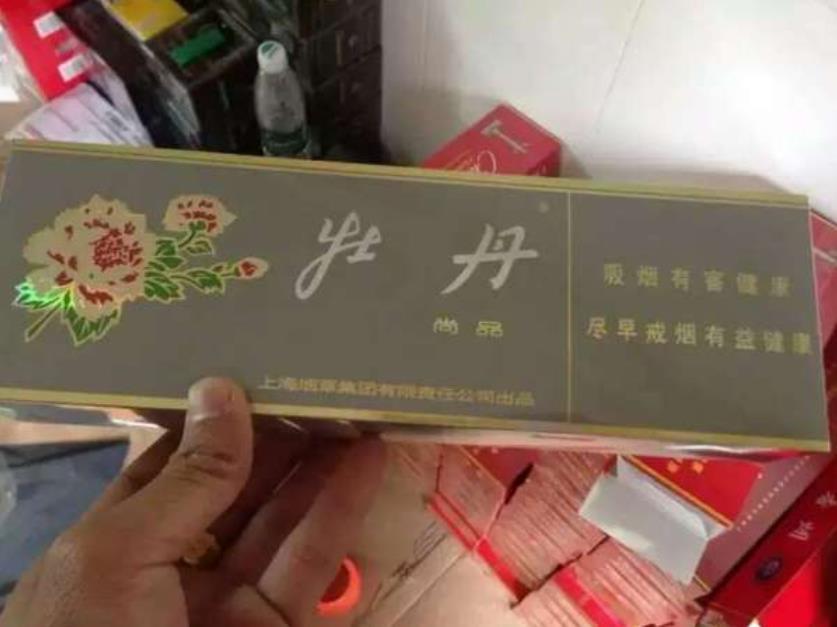 牡丹
尚品
上海烟草集团有限责任公司出品
吸烟有害健康
尽早戒烟有益健康